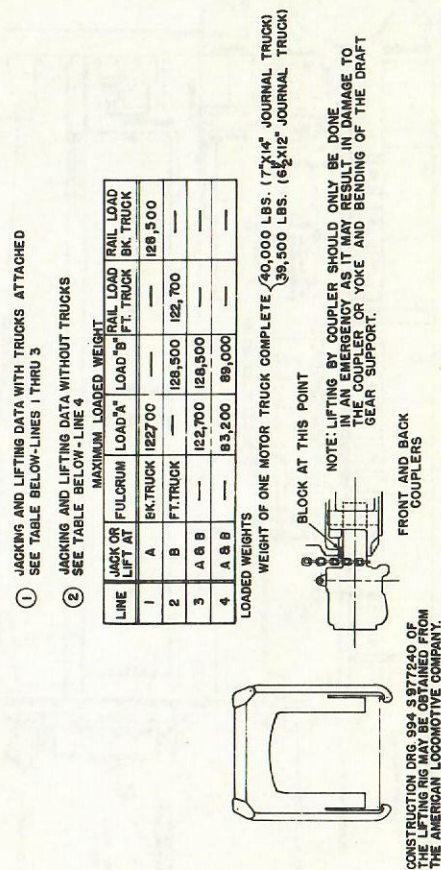 ① JACKING AND LIFTING DATA WITH TRUCKS ATTACHED
SEE TABLE BELOW-LINES 1 THRU 3
② JACKING AND LIFTING DATA WITHOUT TRUCKS
SEE TABLE BELOW-LINE 4
MAXIMUM LOADED WEIGHT
LINE JACK OR LIFT AT FULCRUM LOAD"A" LOAD"B" RAIL LOAD FT. TRUCK RAIL LOAD BK. TRUCK
1 A BK.TRUCK 122,700 — — 128,500
2 B FT.TRUCK — 128,500 122,700 —
3 A & B — 122,700 128,500 — —
4 A & B — 83,200 89,000 — —
LOADED WEIGHTS
WEIGHT OF ONE MOTOR TRUCK COMPLETE { 40,000 LBS. (7"X14" JOURNAL TRUCK)
39,500 LBS. (6½"X12" JOURNAL TRUCK)
BLOCK AT THIS POINT
NOTE: LIFTING BY COUPLER SHOULD ONLY BE DONE
IN AN EMERGENCY AS IT MAY RESULT IN DAMAGE TO
THE COUPLER OR YOKE AND BENDING OF THE DRAFT
GEAR SUPPORT.
FRONT AND BACK
COUPLERS
CONSTRUCTION DRG. 994 S 977240 OF
THE LIFTING RIG MAY BE OBTAINED FROM
THE AMERICAN LOCOMOTIVE COMPANY.